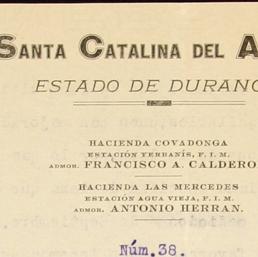 SANTA CATALINA DEL A
ESTADO DE DURANG
HACIENDA COVADONGA
ESTACIÓN YERBANÍS, F. I. M.
ADMOR. FRANCISCO A. CALDERO
HACIENDA LAS MERCEDES
ESTACIÓN AGUA VIEJA, F. I. M.
ADMOR. ANTONIO HERRAN.
Núm. 38.